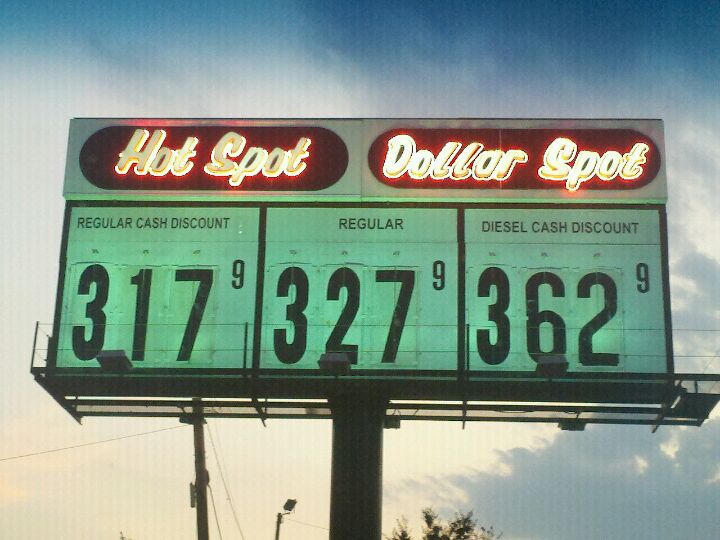 Hot Spot Dollar Spot
REGULAR CASH DISCOUNT REGULAR DIESEL CASH DISCOUNT
317 9 327 9 362 9